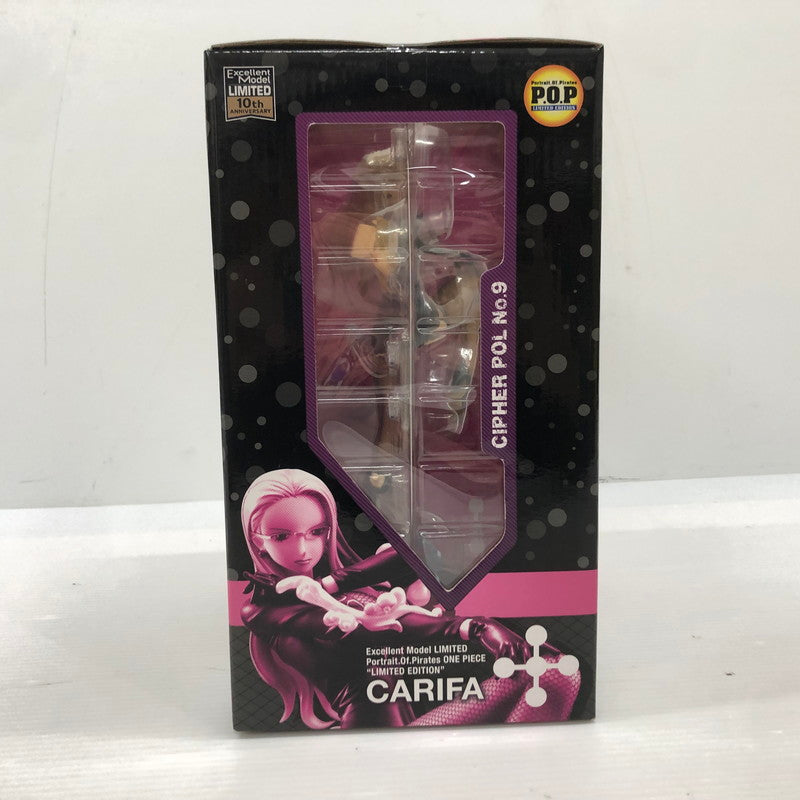 Excellent
Model
LIMITED
10th
ANNIVERSARY
Portrait.Of.Pirates
P.O.P
LIMITED EDITION
CIPHER POL No.9
Excellent Model LIMITED
Portrait.Of.Pirates ONE PIECE
"LIMITED EDITION"
CARIFA